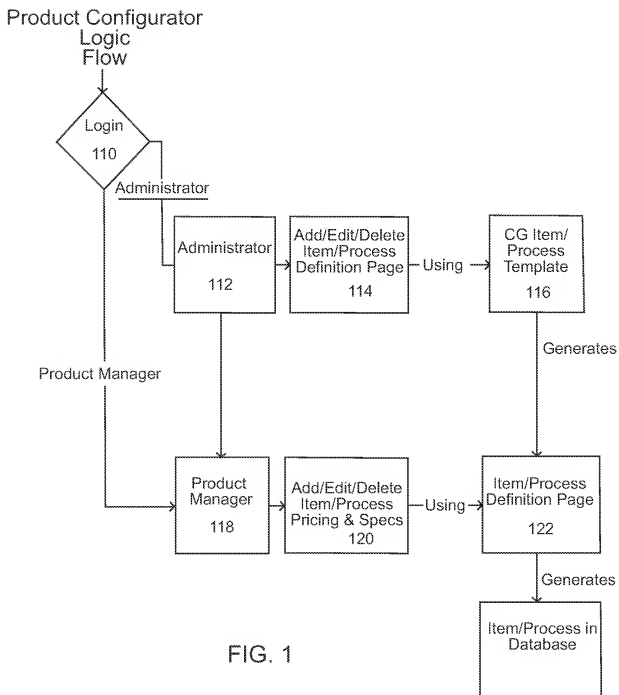 Product Configurator
Logic
Flow
Login
110
Administrator
Administrator
112
Add/Edit/Delete
Item/Process
Definition Page
114
Using
CG Item/
Process
Template
116
Generates
Product Manager
Product
Manager
118
Add/Edit/Delete
Item/Process
Pricing & Specs
120
Using
Item/Process
Definition Page
122
Generates
Item/Process in
Database
FIG. 1